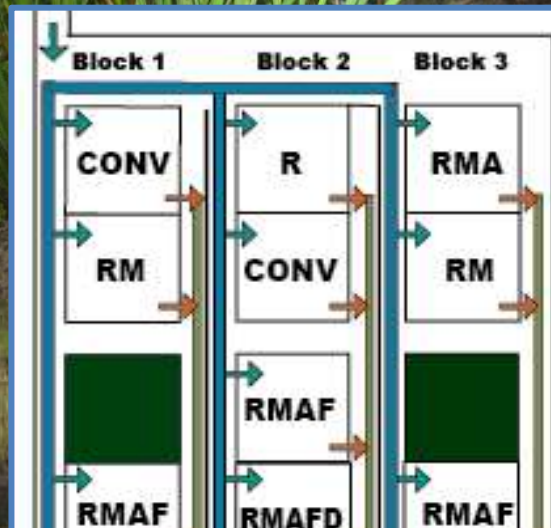 Block 1 Block 2 Block 3
CONV R RMA
RM CONV RM
RMAF
RMAF RMAFD RMAF